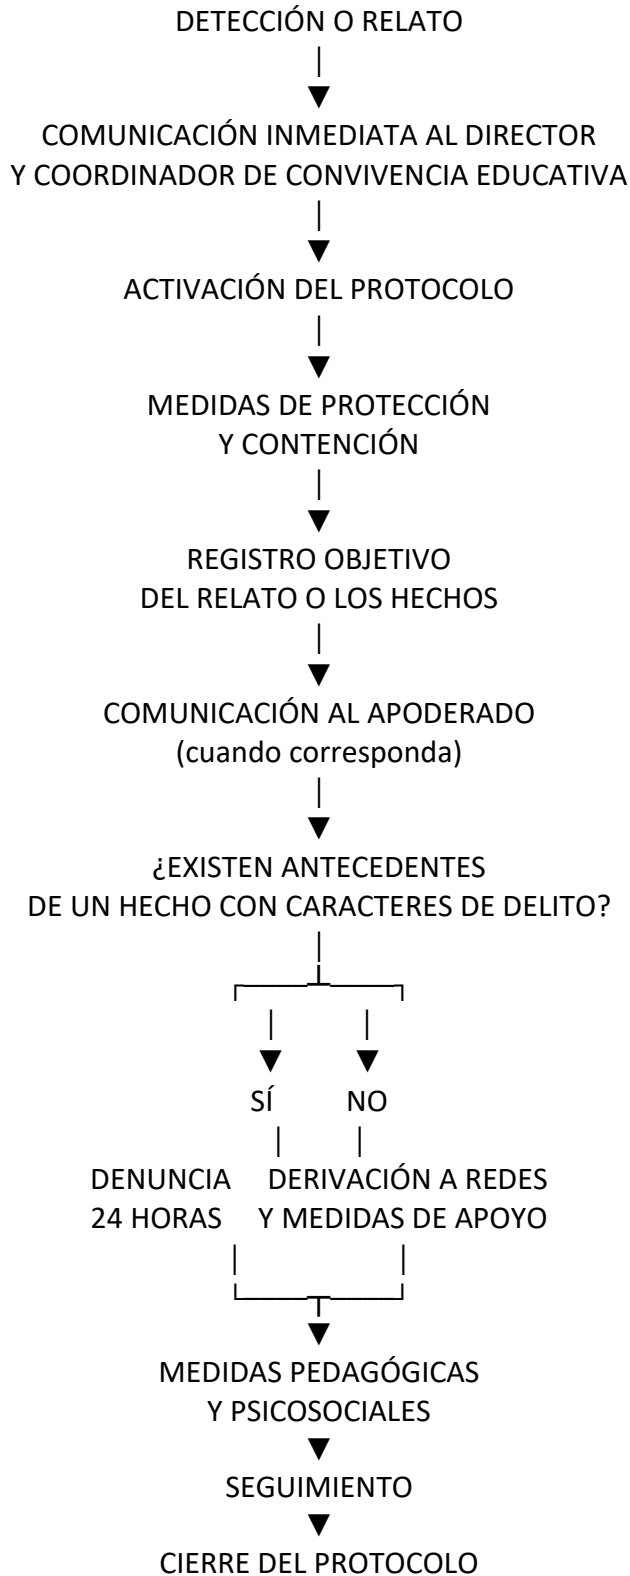 DETECCIÓN O RELATO
COMUNICACIÓN INMEDIATA AL DIRECTOR
Y COORDINADOR DE CONVIVENCIA EDUCATIVA
ACTIVACIÓN DEL PROTOCOLO
MEDIDAS DE PROTECCIÓN
Y CONTENCIÓN
REGISTRO OBJETIVO
DEL RELATO O LOS HECHOS
COMUNICACIÓN AL APODERADO
(cuando corresponda)
¿EXISTEN ANTECEDENTES
DE UN HECHO CON CARACTERES DE DELITO?
SÍ NO
DENUNCIA DERIVACIÓN A REDES
24 HORAS Y MEDIDAS DE APOYO
MEDIDAS PEDAGÓGICAS
Y PSICOSOCIALES
SEGUIMIENTO
CIERRE DEL PROTOCOLO